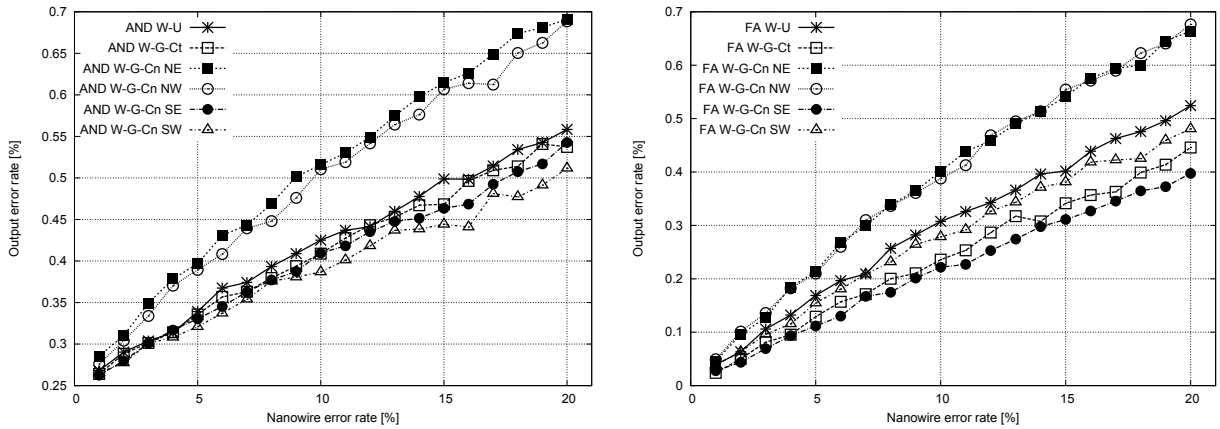 0.7
0.65
0.6
0.55
0.5
0.45
0.4
0.35
0.3
0.25
Output error rate [%]
AND W-U
AND W-G-Ct
AND W-G-Cn NE
AND W-G-Cn NW
AND W-G-Cn SE
AND W-G-Cn SW
0 5 10 15 20
Nanowire error rate [%]
0.7
0.6
0.5
0.4
0.3
0.2
0.1
0
Output error rate [%]
FA W-U
FA W-G-Ct
FA W-G-Cn NE
FA W-G-Cn NW
FA W-G-Cn SE
FA W-G-Cn SW
0 5 10 15 20
Nanowire error rate [%]